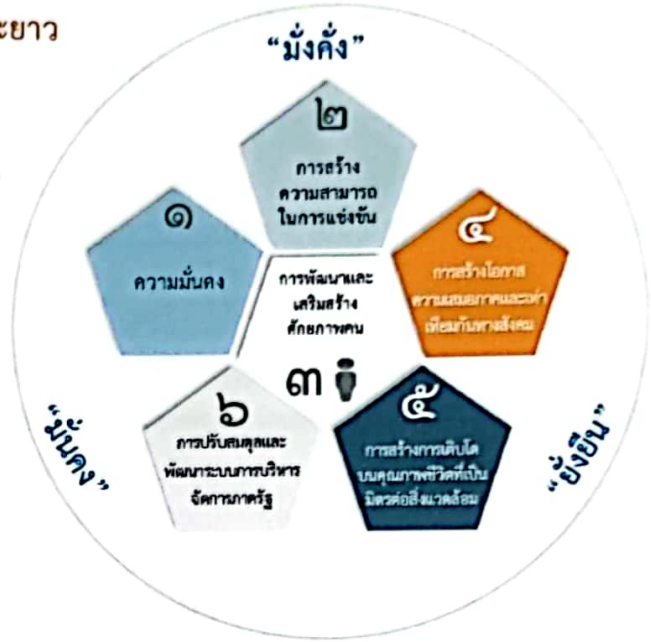 ะยาว
“มั่งคั่ง”
๒
การสร้าง
ความสามารถ
ในการแข่งขัน
๑
ความมั่นคง
๔
การสร้างโอกาส
ความเสมอภาคและเท่า
เทียมกันทางสังคม
การพัฒนาและ
เสริมสร้าง
ศักยภาพคน
๓
๖
การปรับสมดุลและ
พัฒนาระบบการบริหาร
จัดการภาครัฐ
๕
การสร้างการเติบโต
บนคุณภาพชีวิตที่เป็น
มิตรต่อสิ่งแวดล้อม
“มั่นคง”
“ยั่งยืน”